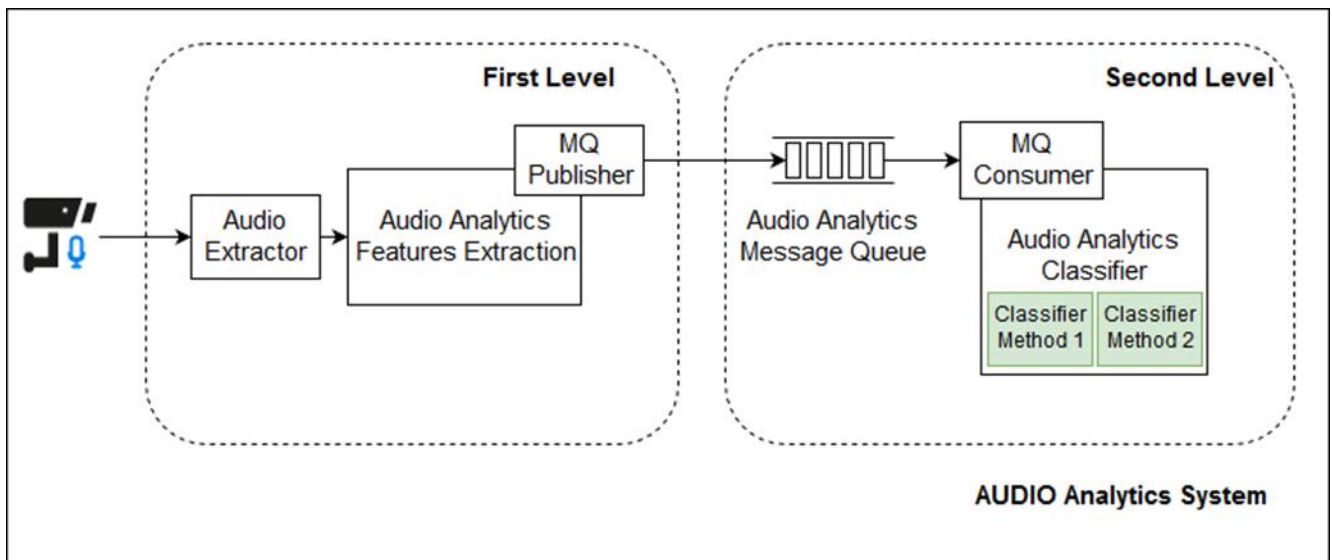 First Level
Second Level
MQ
Publisher
MQ
Consumer
Audio
Extractor
Audio Analytics
Features Extraction
Audio Analytics
Message Queue
Audio Analytics
Classifier
Classifier
Method 1
Classifier
Method 2
AUDIO Analytics System